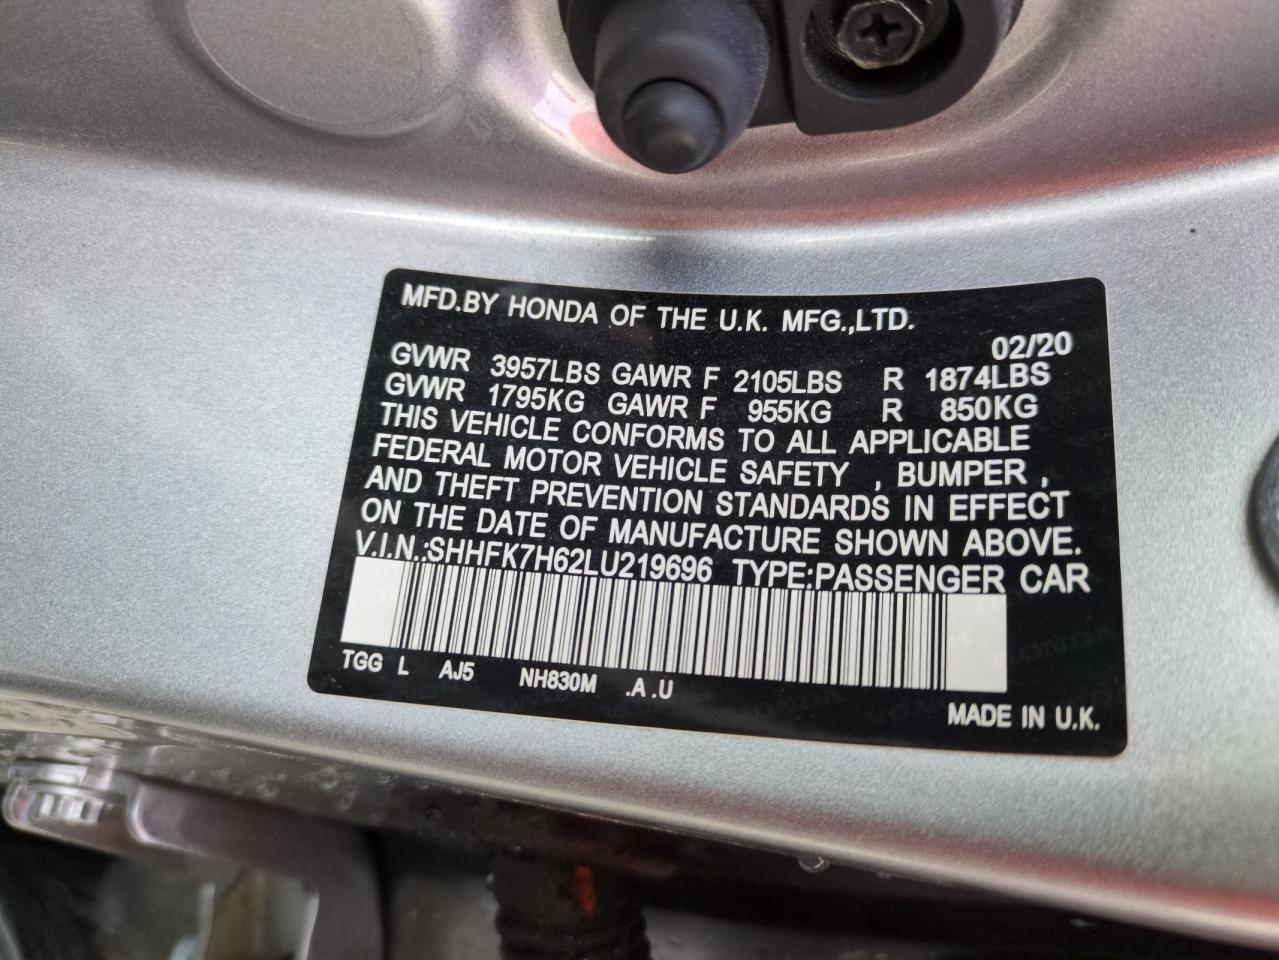 MFD.BY HONDA OF THE U.K. MFG.,LTD.
02/20
GVWR 3957LBS GAWR F 2105LBS R 1874LBS
GVWR 1795KG GAWR F 955KG R 850KG
THIS VEHICLE CONFORMS TO ALL APPLICABLE
FEDERAL MOTOR VEHICLE SAFETY , BUMPER ,
AND THEFT PREVENTION STANDARDS IN EFFECT
ON THE DATE OF MANUFACTURE SHOWN ABOVE.
V.I.N.:SHHFK7H62LU219696 TYPE:PASSENGER CAR
TGG L AJ5 NH830M .A .U
MADE IN U.K.